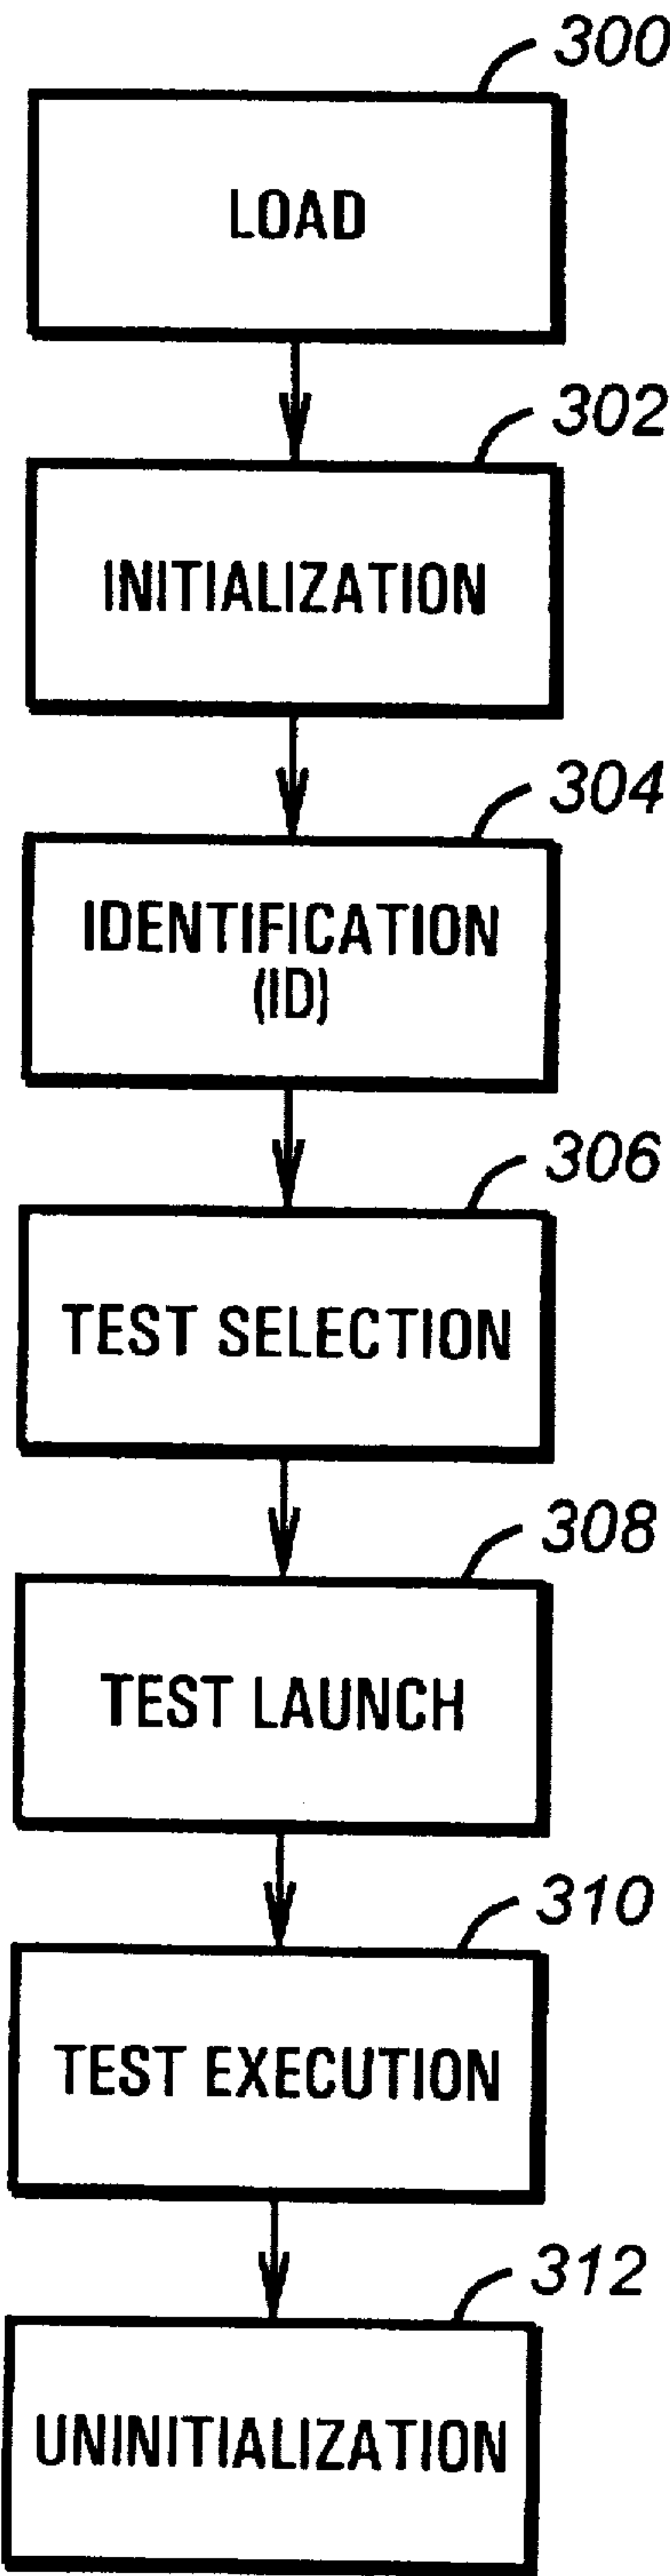 300
LOAD
302
INITIALIZATION
304
IDENTIFICATION
(ID)
306
TEST SELECTION
308
TEST LAUNCH
310
TEST EXECUTION
312
UNINITIALIZATION